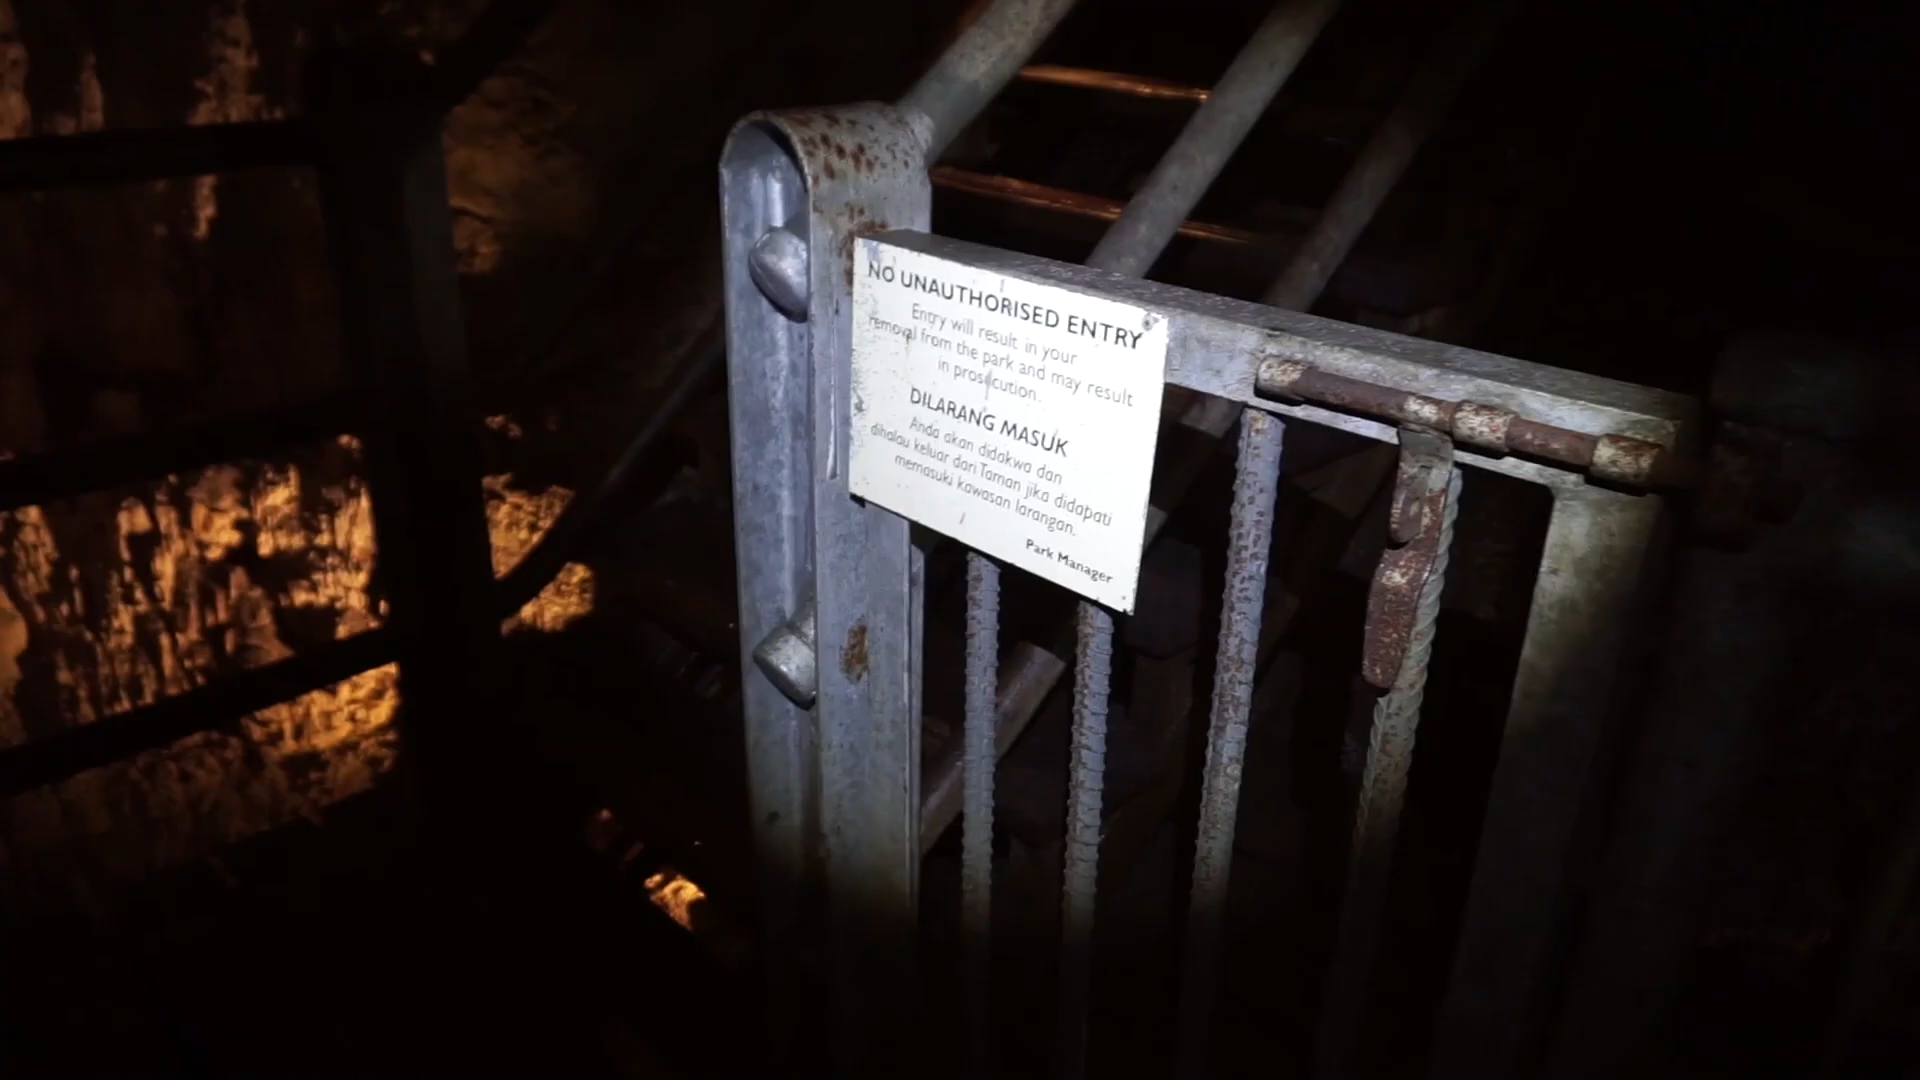 NO UNAUTHORISED ENTRY
Entry will result in your
removal from the park and may result
in prosecution.
DILARANG MASUK
Anda akan didakwa dan
dihalau keluar dari Taman jika didapati
memasuki kawasan larangan.
Park Manager